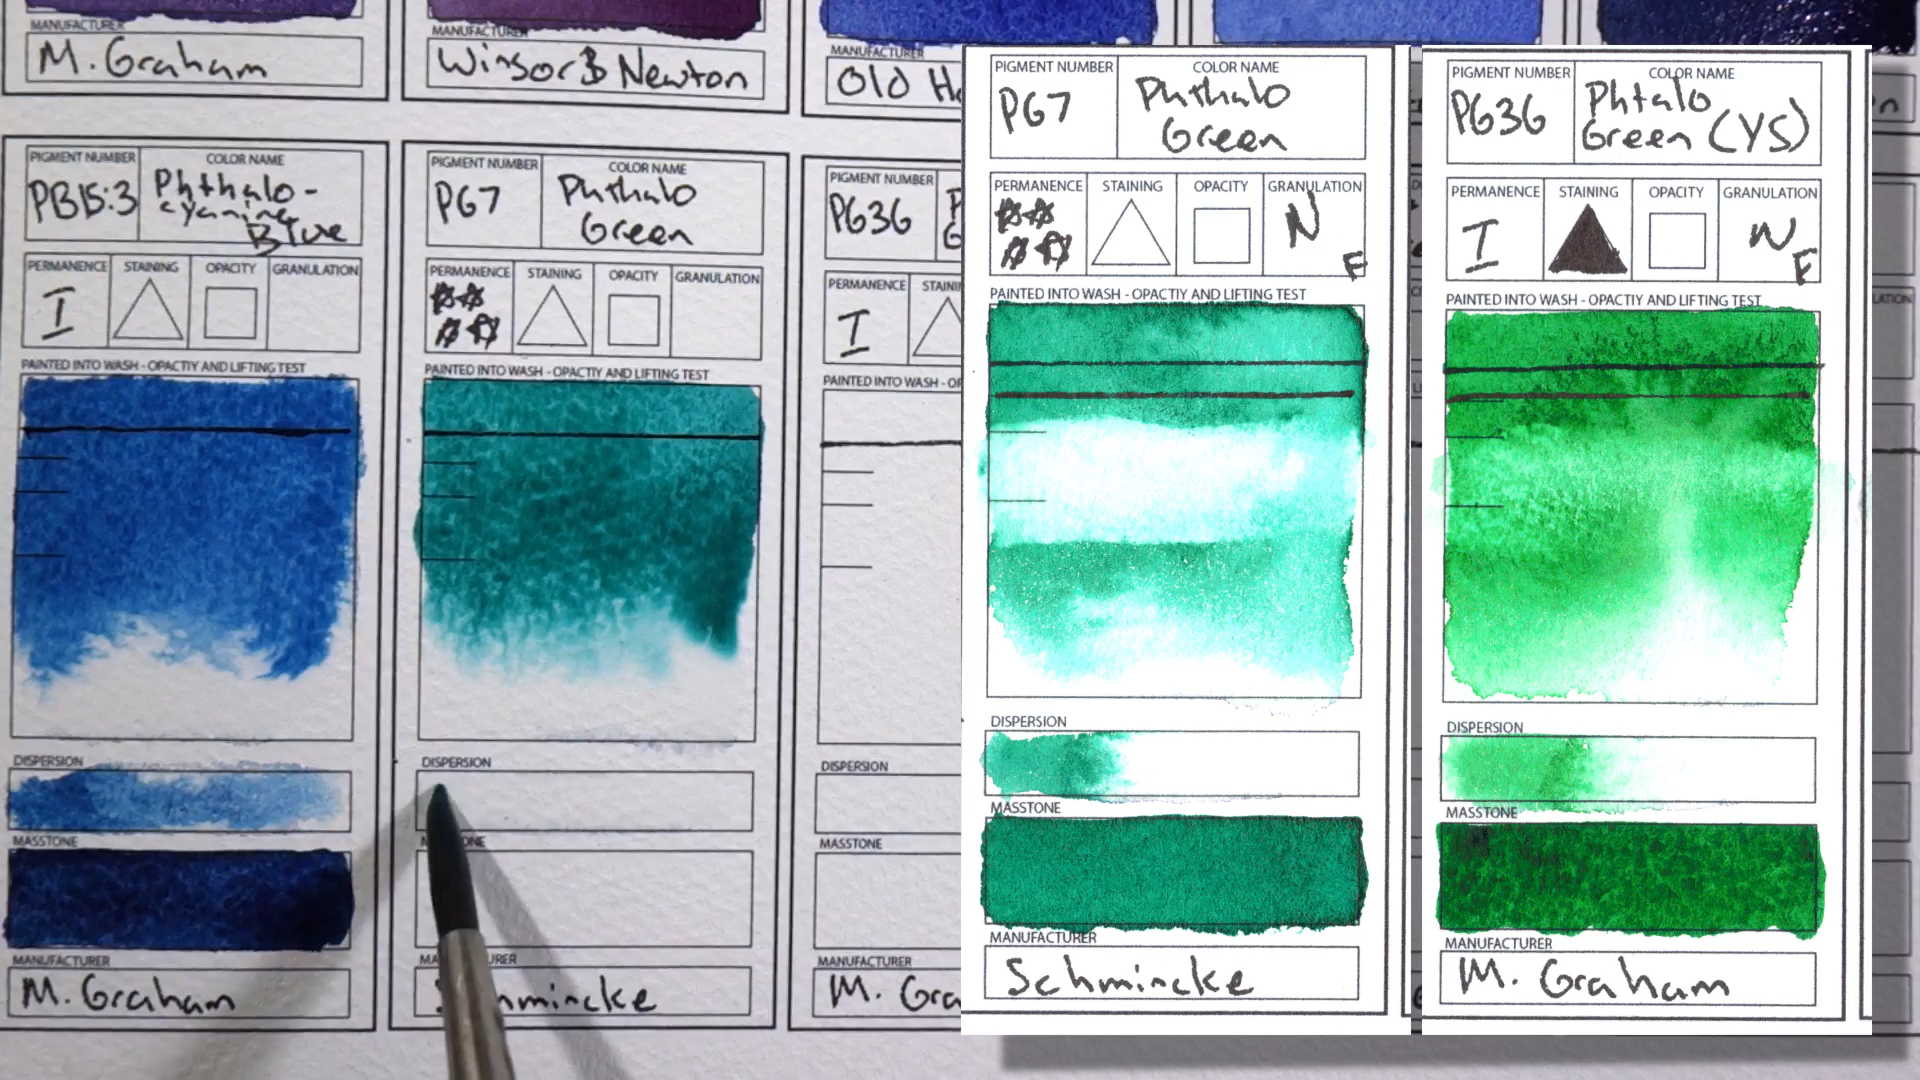 MANUFACTURER
M. Graham
MANUFACTURER
Winsor & Newton
MANUFACTURER
Old
PIGMENT NUMBER
PB15:3
COLOR NAME
Phthalo-
cyanine
Blue
PERMANENCE
I
STAINING
OPACITY
GRANULATION
PAINTED INTO WASH - OPACTIY AND LIFTING TEST
DISPERSION
MASSTONE
MANUFACTURER
M. Graham
PIGMENT NUMBER
PG7
COLOR NAME
Phthalo
Green
PERMANENCE
STAINING
OPACITY
GRANULATION
PAINTED INTO WASH - OPACTIY AND LIFTING TEST
DISPERSION
Schmincke
PIGMENT NUMBER
PG36
PERMANENCE
I
PAINTED INTO WASH
DISPERSION
MASSTONE
MANUFACTURER
M. Gra
PIGMENT NUMBER
PG7
COLOR NAME
Phthalo
Green
PERMANENCE
STAINING
OPACITY
GRANULATION
N
F
PAINTED INTO WASH - OPACTIY AND LIFTING TEST
DISPERSION
MASSTONE
MANUFACTURER
Schmincke
PIGMENT NUMBER
PG36
COLOR NAME
Phtalo
Green (YS)
PERMANENCE
I
STAINING
OPACITY
GRANULATION
N
F
PAINTED INTO WASH - OPACTIY AND LIFTING TEST
DISPERSION
MASSTONE
MANUFACTURER
M. Graham